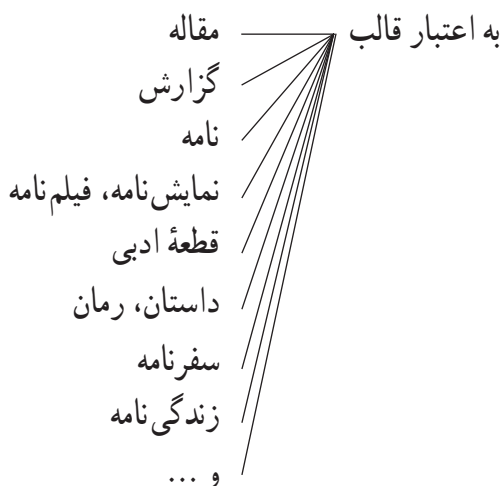 به اعتبار قالب
مقاله
گزارش
نامه
نمایش‌نامه، فیلم‌نامه
قطعهٔ ادبی
داستان، رمان
سفرنامه
زندگی‌نامه
و ...